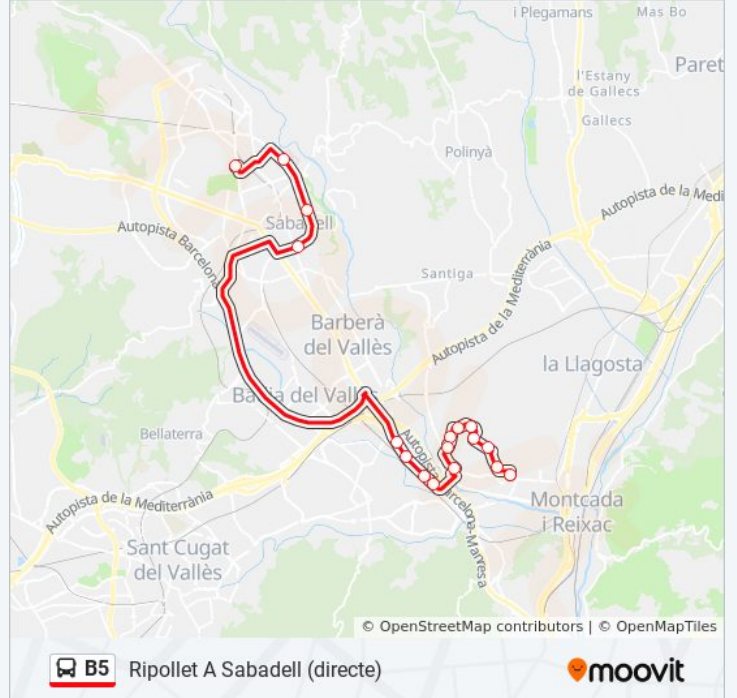 i Plegamans
Mas Bo
Paret
l'Estany
de Gallecs
Gallecs
Polinyà
Autopista de la Medi
Autopista Barcelona
Sabadell
Santiga
Autopista de la Mediterrània
Barberà
del Vallès
la Llagosta
Badia del Vallès
Bellaterra
Autopista Barcelona-Manresa
Autopista de la Mediterrània
Montcada
i Reixac
Sant Cugat
del Vallès
© OpenStreetMap contributors | © OpenMapTiles
B5 Ripollet A Sabadell (directe)
moovit